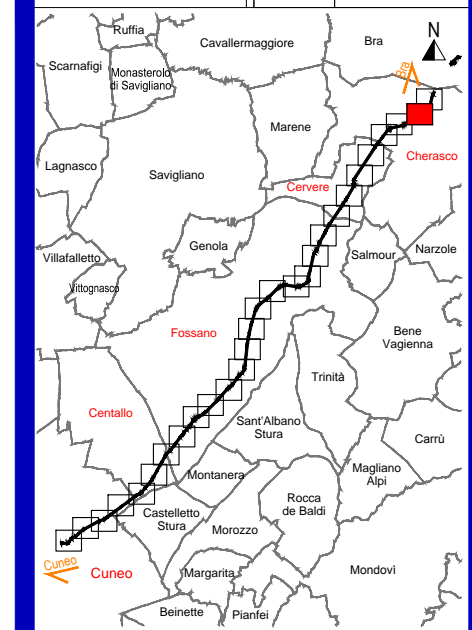 Ruffia
Cavallermaggiore
Bra
N
Scarnafigi
Monasterolo
di Savigliano
Bra
Marene
Cherasco
Lagnasco
Savigliano
Cervere
Villafalletto
Genola
Salmour
Narzole
Vittognasco
Fossano
Bene
Vagienna
Trinità
Centallo
Sant'Albano
Stura
Carrù
Magliano
Alpi
Montanera
Rocca
de Baldi
Castelletto
Stura
Morozzo
Cuneo
Cuneo
Margarita
Mondovì
Beinette
Pianfei